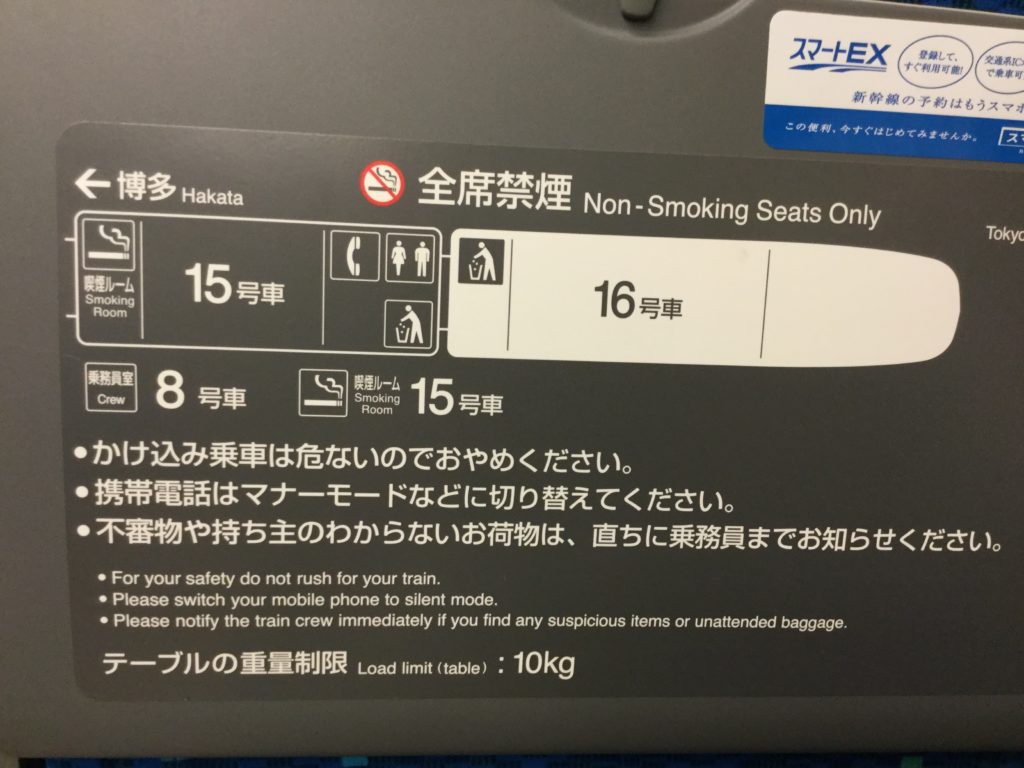 スマートEX
登録して、
すぐ利用可能!
交通系IC
で乗車可
新幹線の予約はもうスマ
この便利、今すぐはじめてみませんか。
← 博多 Hakata
全席禁煙 Non-Smoking Seats Only
Tokyo
喫煙ルーム
Smoking
Room
15号車
16号車
乗務員室
Crew
8 号車
喫煙ルーム
Smoking
Room
15号車
•かけ込み乗車は危ないのでおやめください。
•携帯電話はマナーモードなどに切り替えてください。
•不審物や持ち主のわからないお荷物は、直ちに乗務員までお知らせください。
• For your safety do not rush for your train.
• Please switch your mobile phone to silent mode.
• Please notify the train crew immediately if you find any suspicious items or unattended baggage.
テーブルの重量制限 Load limit (table) : 10kg